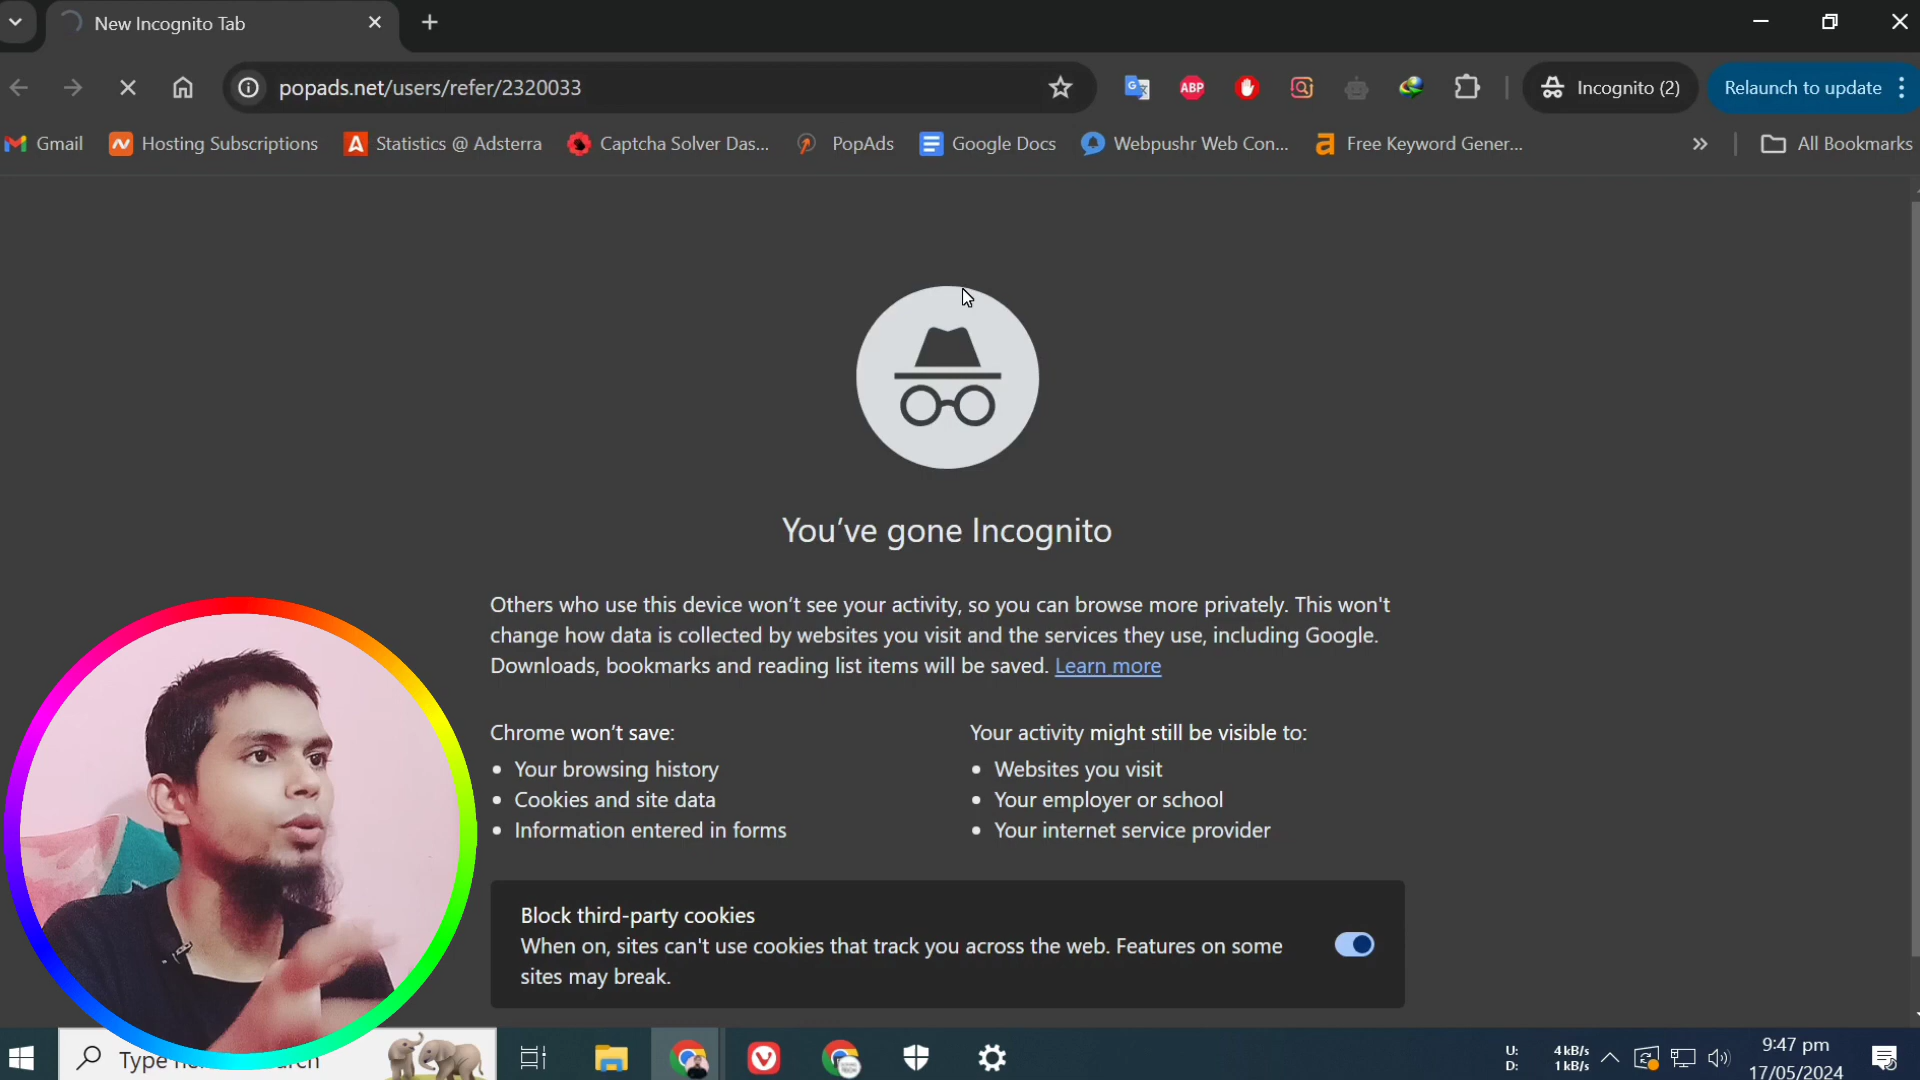 New Incognito Tab
popads.net/users/refer/2320033
ABP
Incognito (2)
Relaunch to update
Gmail
Hosting Subscriptions
Statistics @ Adsterra
Captcha Solver Das...
PopAds
Google Docs
Webpushr Web Con...
Free Keyword Gener...
All Bookmarks
You've gone Incognito
Others who use this device won't see your activity, so you can browse more privately. This won't
change how data is collected by websites you visit and the services they use, including Google.
Downloads, bookmarks and reading list items will be saved. Learn more
Chrome won't save:
Your browsing history
Cookies and site data
Information entered in forms
Your activity might still be visible to:
Websites you visit
Your employer or school
Your internet service provider
Block third-party cookies
When on, sites can't use cookies that track you across the web. Features on some
sites may break.
Type
U: 4 kB/s
D: 1 kB/s
9:47 pm
17/05/2024